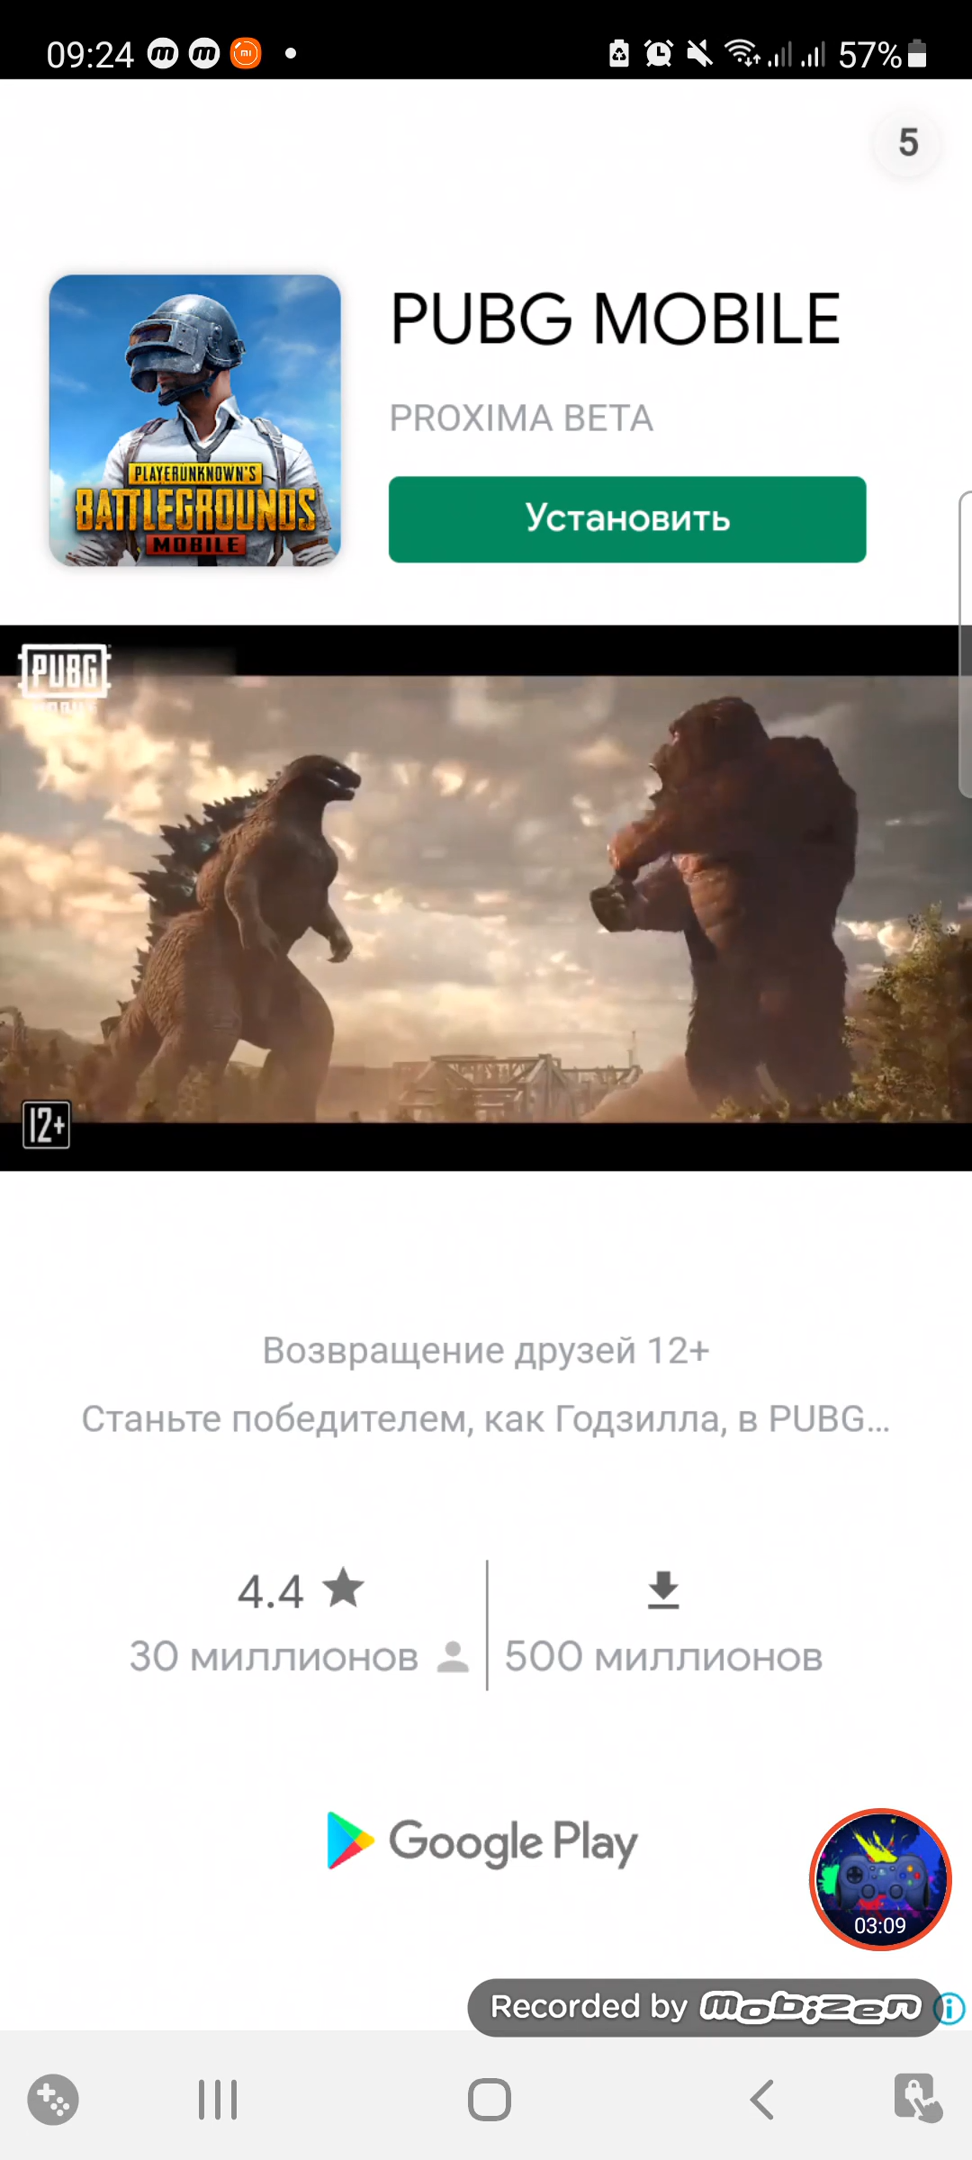 09:24
57%
5
PUBG MOBILE
PROXIMA BETA
PLAYERUNKNOWN'S
BATTLEGROUNDS
MOBILE
Установить
PUBG
12+
Возвращение друзей 12+
Станьте победителем, как Годзилла, в PUBG...
4.4
30 миллионов
500 миллионов
Google Play
03:09
Recorded by mobizen